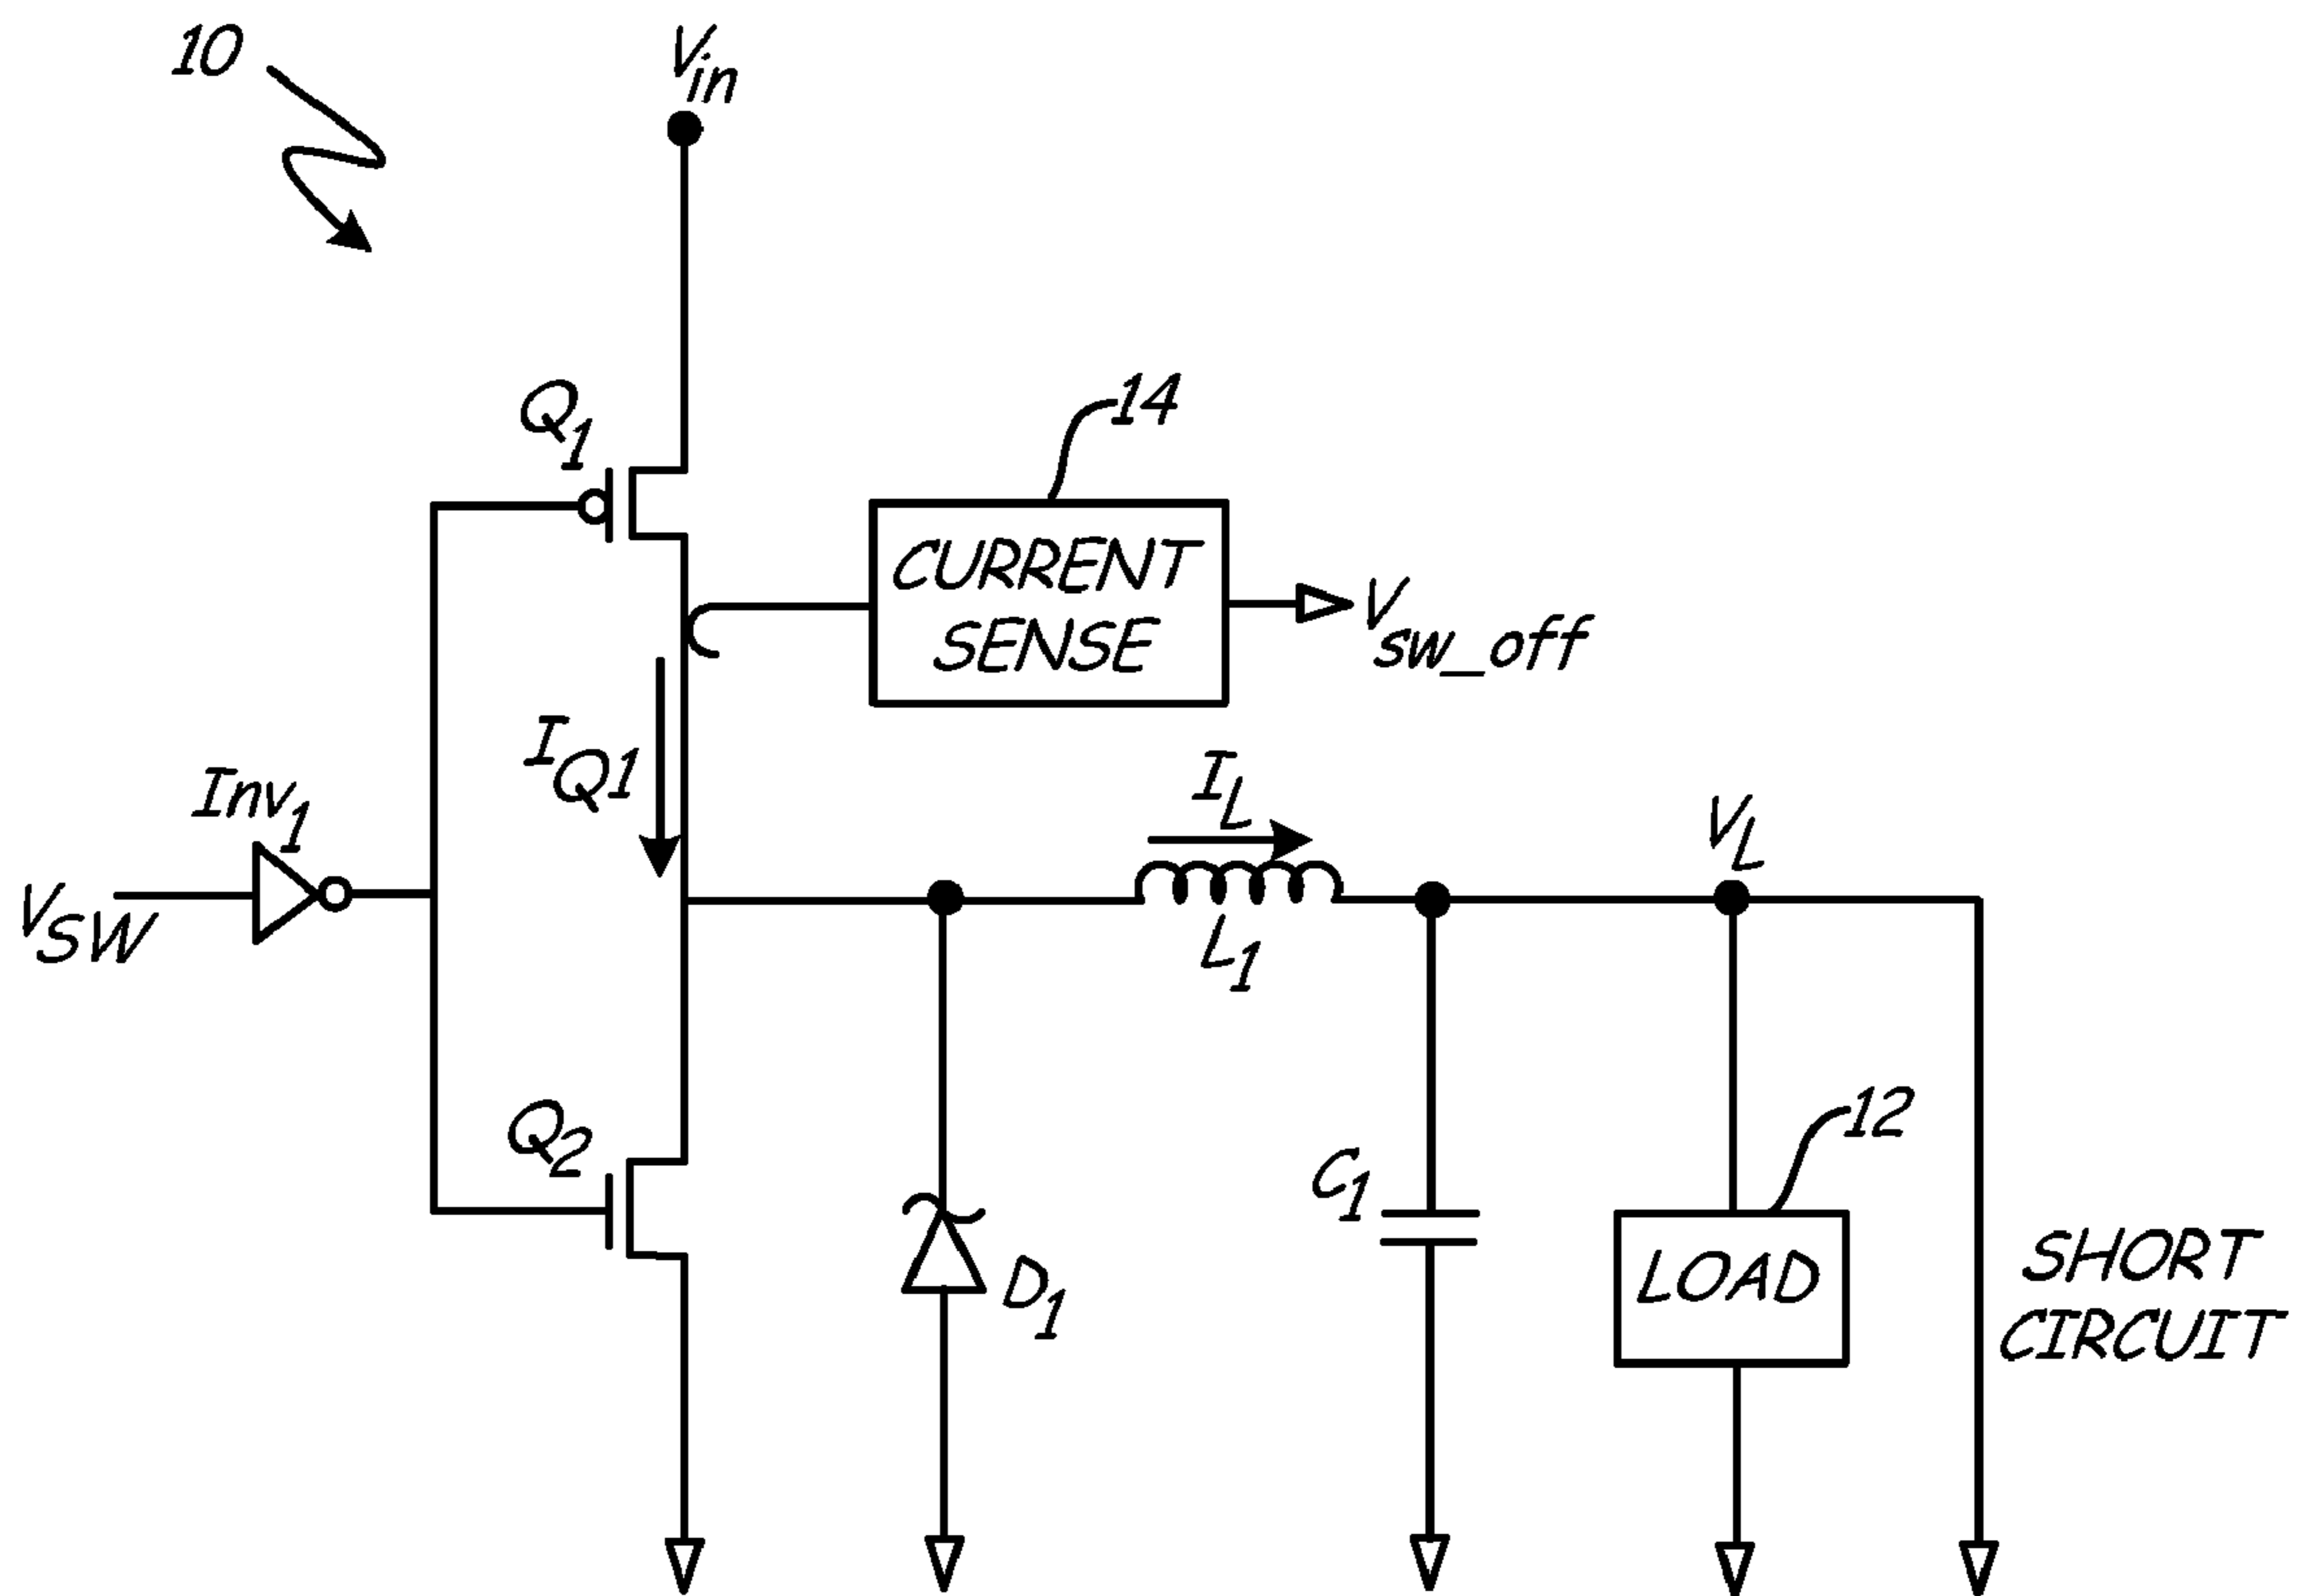 10
Vin
Q1
14
CURRENT
SENSE
Vsw_off
IQ1
Inv1
IL
VL
VSW
L1
Q2
12
C1
LOAD
D1
SHORT
CIRCUIT